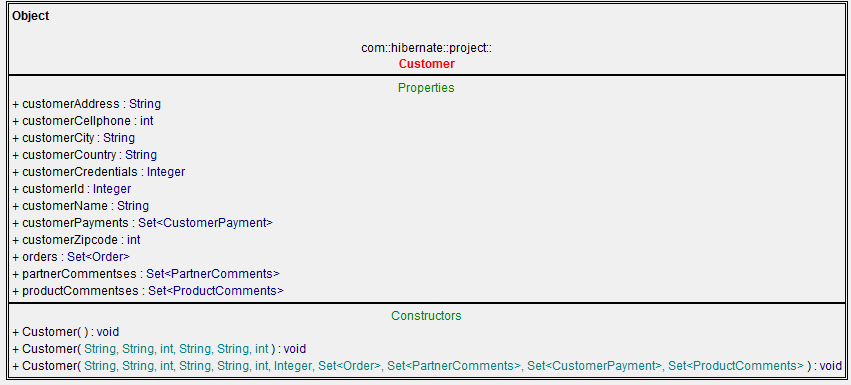 Object
com::hibernate::project::
Customer
Properties
+ customerAddress : String
+ customerCellphone : int
+ customerCity : String
+ customerCountry : String
+ customerCredentials : Integer
+ customerId : Integer
+ customerName : String
+ customerPayments : Set<CustomerPayment>
+ customerZipcode : int
+ orders : Set<Order>
+ partnerCommentses : Set<PartnerComments>
+ productCommentses : Set<ProductComments>
Constructors
+ Customer( ) : void
+ Customer( String, String, int, String, String, int ) : void
+ Customer( String, String, int, String, String, int, Integer, Set<Order>, Set<PartnerComments>, Set<CustomerPayment>, Set<ProductComments> ) : void